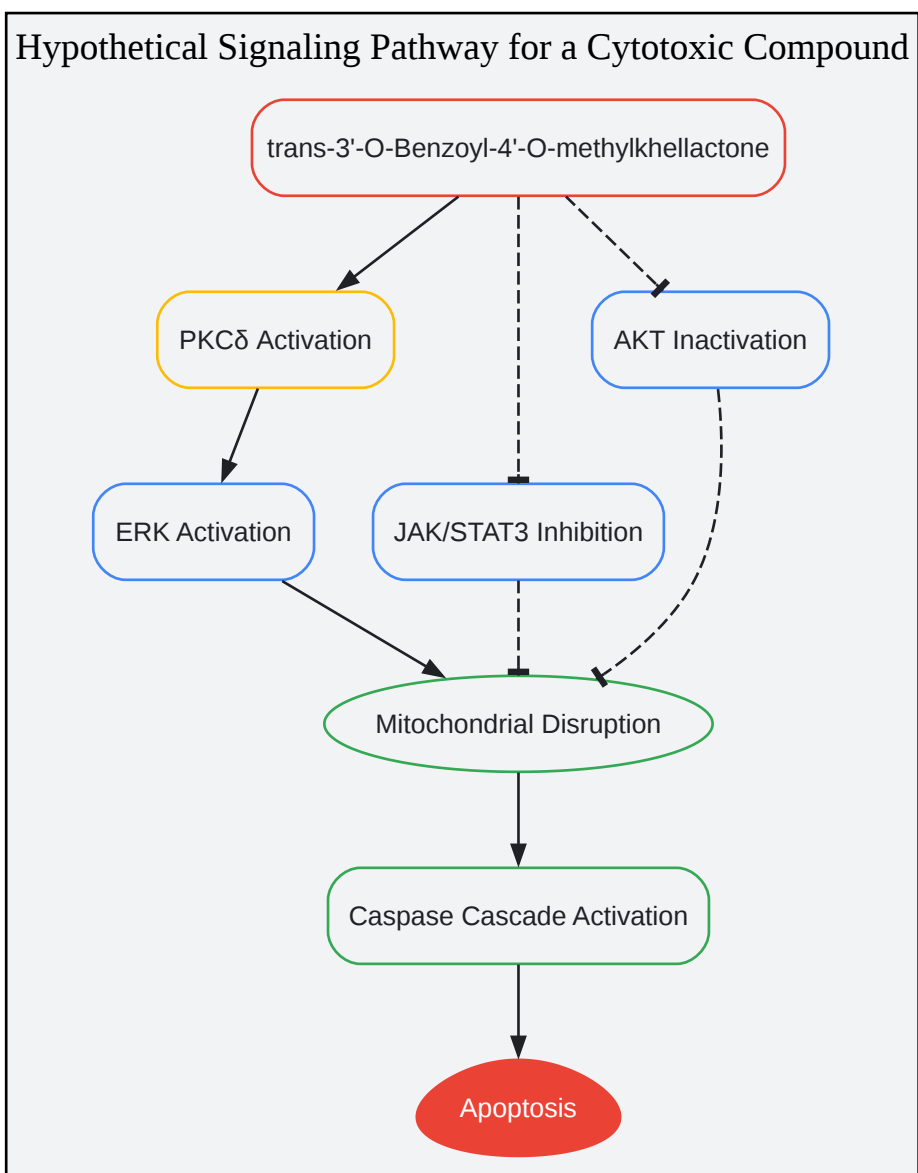 Hypothetical Signaling Pathway for a Cytotoxic Compound
trans-3'-O-Benzoyl-4'-O-methylkhellactone
PKCδ Activation
AKT Inactivation
ERK Activation
JAK/STAT3 Inhibition
Mitochondrial Disruption
Caspase Cascade Activation
Apoptosis